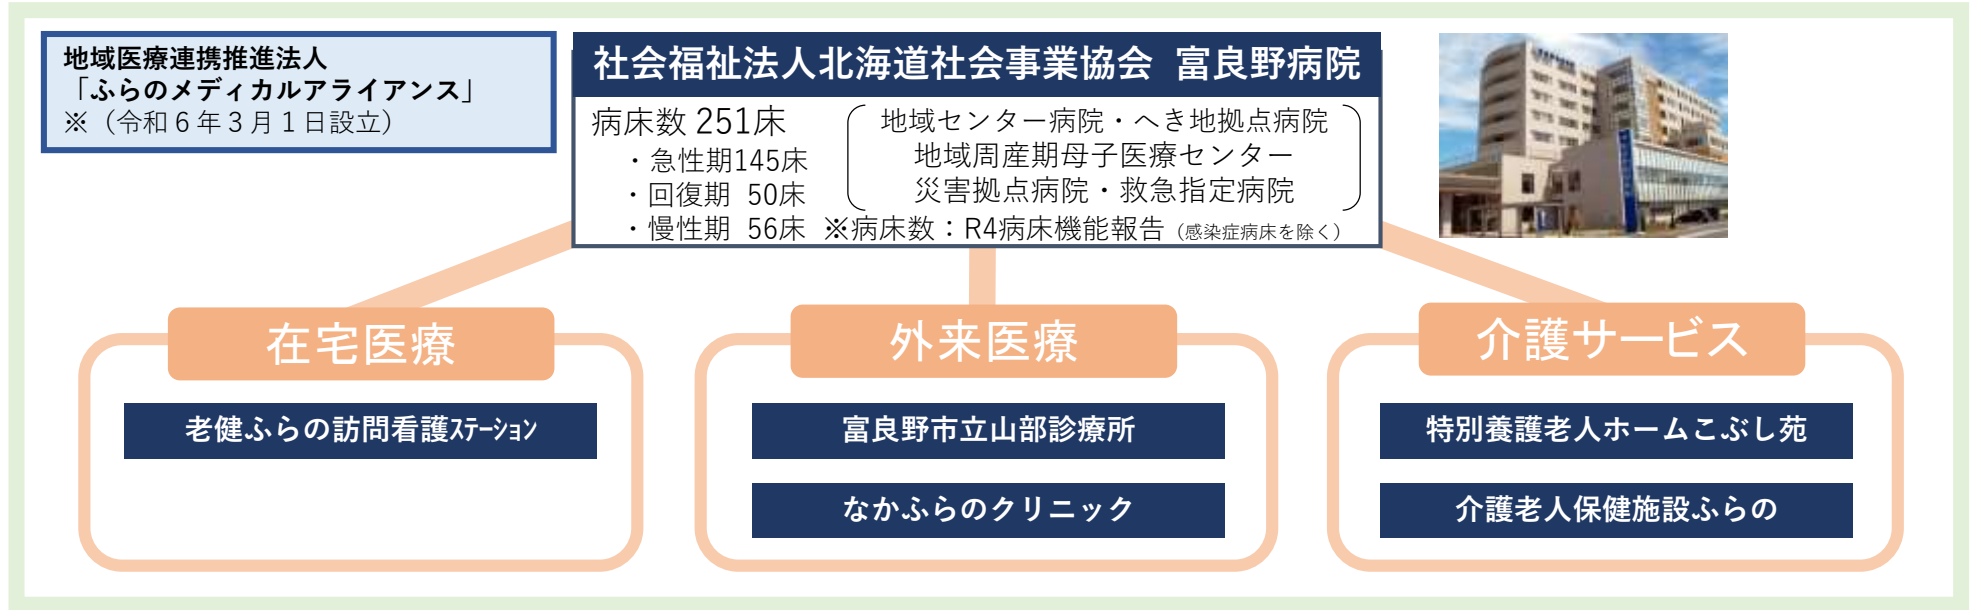 地域医療連携推進法人
「ふらのメディカルアライアンス」
※（令和６年３月１日設立）
社会福祉法人北海道社会事業協会 富良野病院
病床数 251床
・急性期145床
・回復期 50床
・慢性期 56床 ※病床数：R4病床機能報告（感染症病床を除く）
地域センター病院・へき地拠点病院
地域周産期母子医療センター
災害拠点病院・救急指定病院
在宅医療
老健ふらの訪問看護ｽﾃｰｼｮﾝ
外来医療
富良野市立山部診療所
なかふらのクリニック
介護サービス
特別養護老人ホームこぶし苑
介護老人保健施設ふらの